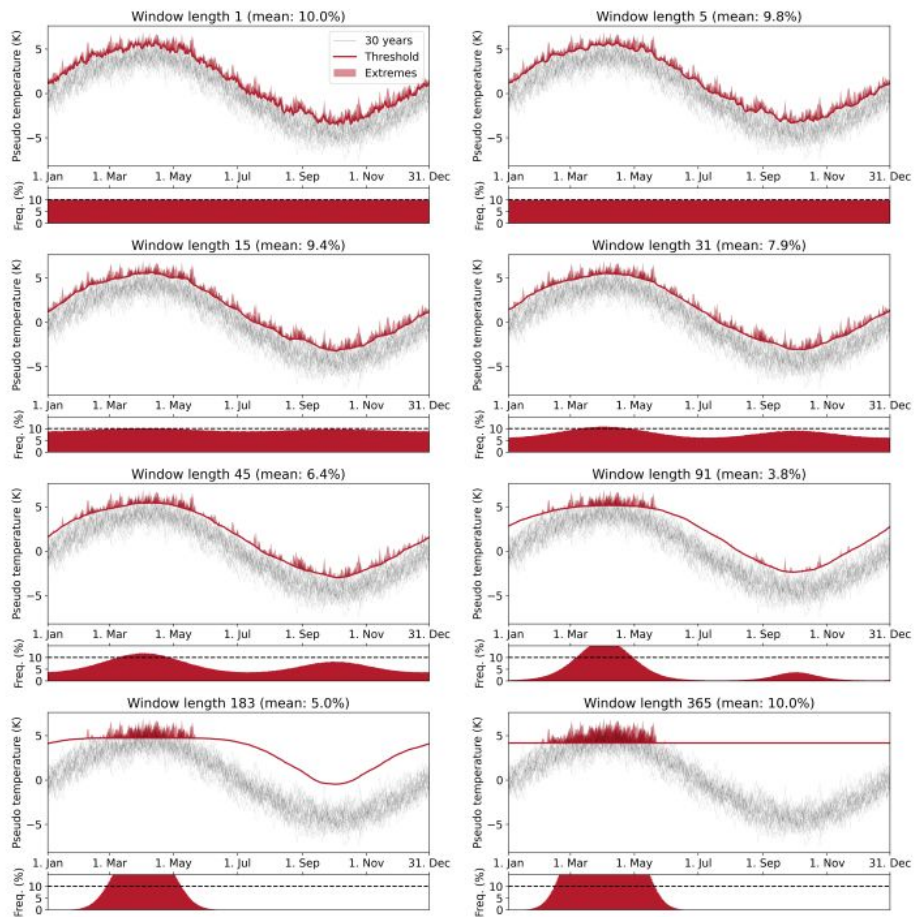 Window length 1 (mean: 10.0%)
Pseudo temperature (K)
5
0
−5
30 years
Threshold
Extremes
1. Jan 1. Mar 1. May 1. Jul 1. Sep 1. Nov 31. Dec
Freq. (%)
10
5
0
Window length 5 (mean: 9.8%)
Pseudo temperature (K)
5
0
−5
1. Jan 1. Mar 1. May 1. Jul 1. Sep 1. Nov 31. Dec
Freq. (%)
10
5
0
Window length 15 (mean: 9.4%)
Pseudo temperature (K)
5
0
−5
1. Jan 1. Mar 1. May 1. Jul 1. Sep 1. Nov 31. Dec
Freq. (%)
10
5
0
Window length 31 (mean: 7.9%)
Pseudo temperature (K)
5
0
−5
1. Jan 1. Mar 1. May 1. Jul 1. Sep 1. Nov 31. Dec
Freq. (%)
10
5
0
Window length 45 (mean: 6.4%)
Pseudo temperature (K)
5
0
−5
1. Jan 1. Mar 1. May 1. Jul 1. Sep 1. Nov 31. Dec
Freq. (%)
10
5
0
Window length 91 (mean: 3.8%)
Pseudo temperature (K)
5
0
−5
1. Jan 1. Mar 1. May 1. Jul 1. Sep 1. Nov 31. Dec
Freq. (%)
10
5
0
Window length 183 (mean: 5.0%)
Pseudo temperature (K)
5
0
−5
1. Jan 1. Mar 1. May 1. Jul 1. Sep 1. Nov 31. Dec
Freq. (%)
10
5
0
Window length 365 (mean: 10.0%)
Pseudo temperature (K)
5
0
−5
1. Jan 1. Mar 1. May 1. Jul 1. Sep 1. Nov 31. Dec
Freq. (%)
10
5
0